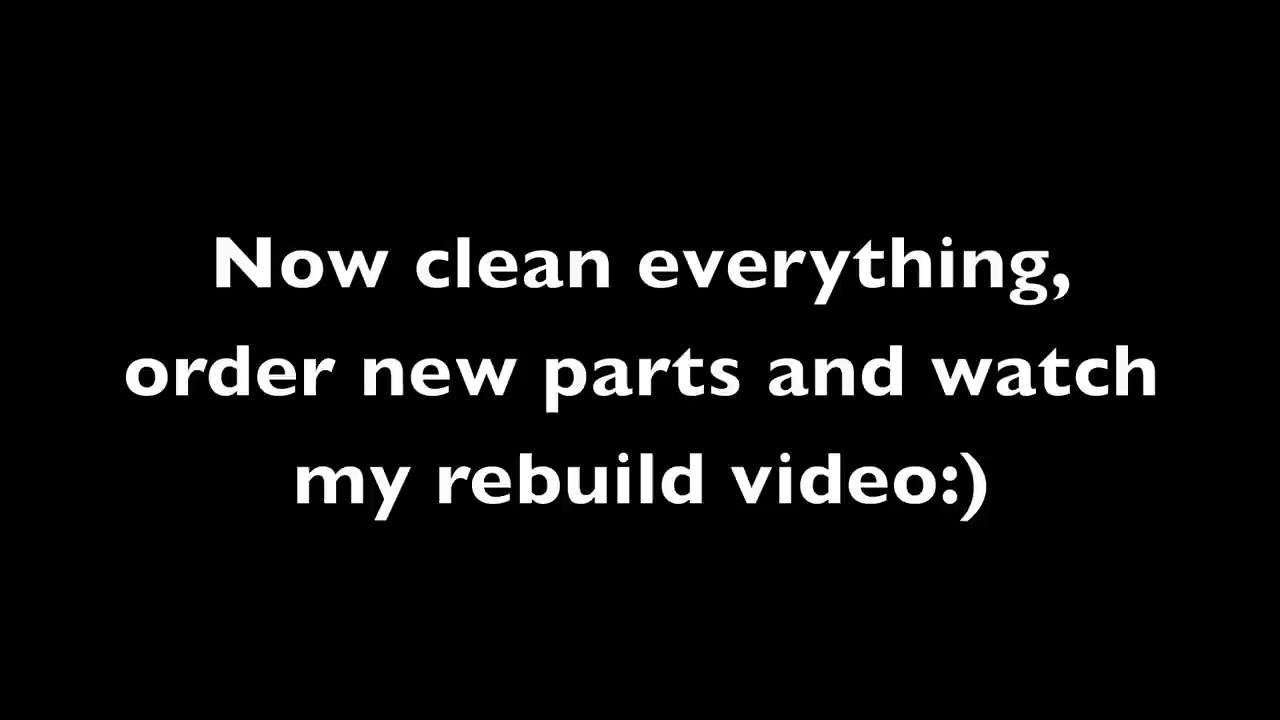 Now clean everything,
order new parts and watch
my rebuild video:)